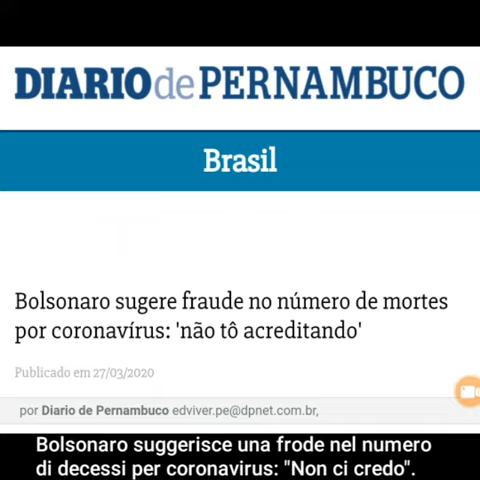 DIARIO de PERNAMBUCO
Brasil
Bolsonaro sugere fraude no número de mortes
por coronavírus: 'não tô acreditando'
Publicado em 27/03/2020
por Diario de Pernambuco edviver.pe@dpnet.com.br,
Bolsonaro suggerisce una frode nel numero
di decessi per coronavirus: "Non ci credo".